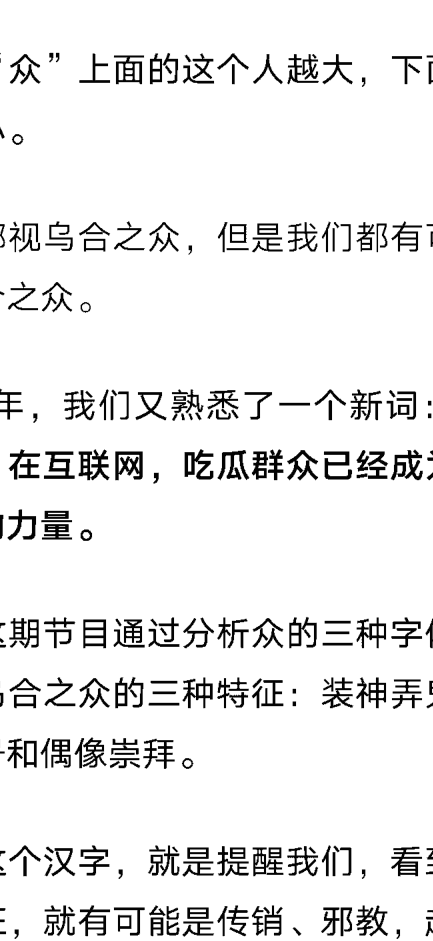 “众”上面的这个人越大，下
。
视乌合之众，但是我们都有
之众。
年，我们又熟悉了一个新词：
在互联网，吃瓜群众已经成
力量。
期节目通过分析众的三种字
合之众的三种特征：装神弄
和偶像崇拜。
个汉字，就是提醒我们，看
，就有可能是传销、邪教，